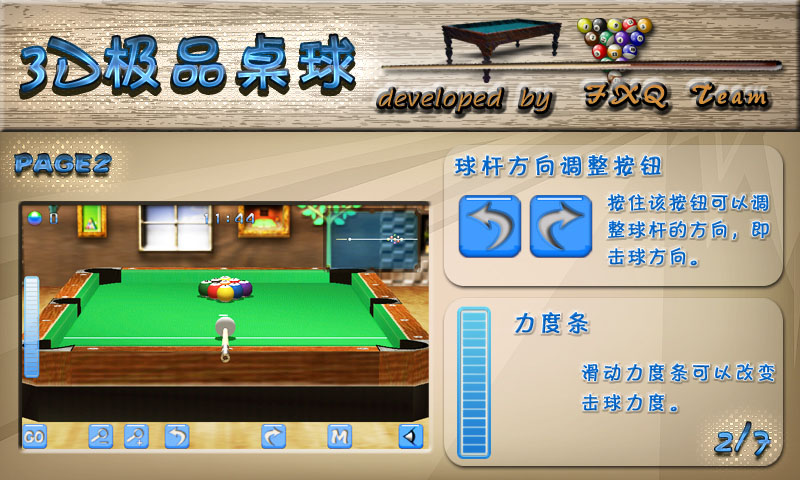 3D极品桌球
developed by FXQ Team
PAGE2
11:44
GO
M
球杆方向调整按钮
按住该按钮可以调
整球杆的方向，即
击球方向。
力度条
滑动力度条可以改变
击球力度。
2/7